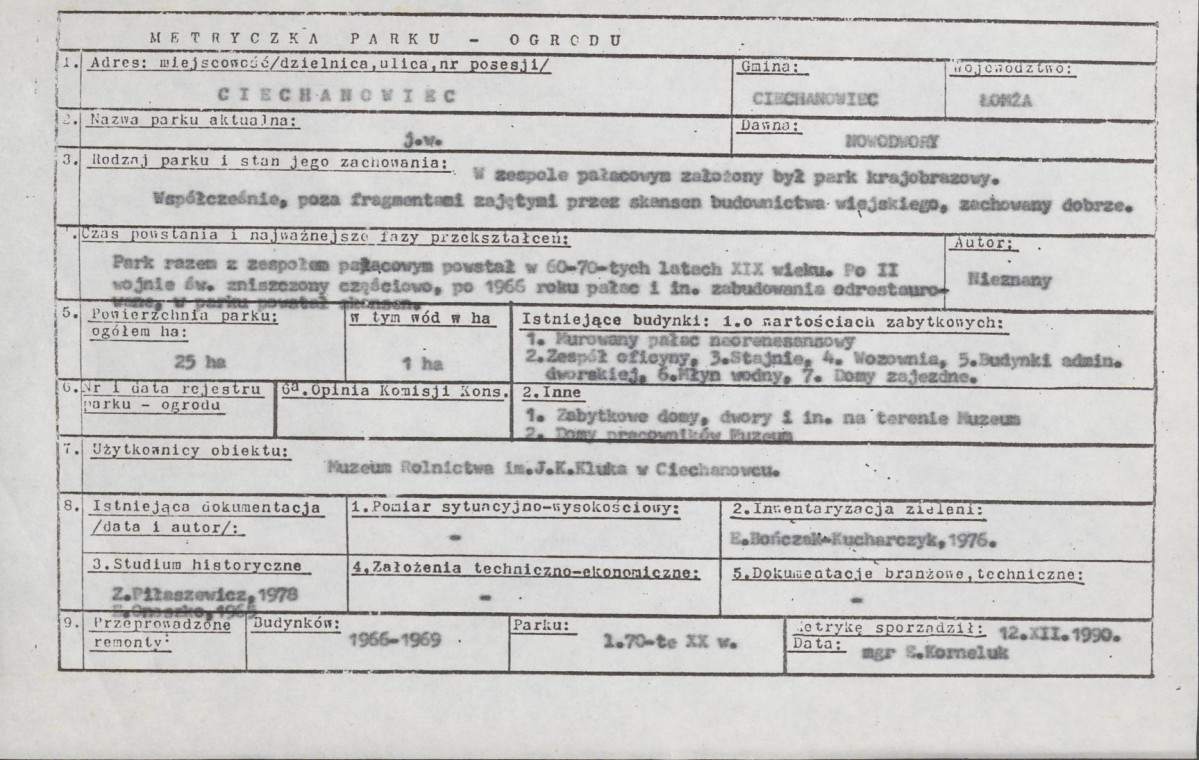 METRYCZKA PARKU - OGRODU
1. Adres: miejscowość/dzielnica,ulica,nr posesji/ Gmina: Województwo:
CIECHANOWIEC CIECHANOWIEC ŁOMŻA
2. Nazwa parku aktualna: Dawna:
j.w. NOWODWORY
3. Rodzaj parku i stan jego zachowania: W zespole pałacowym założony był park krajobrazowy.
Współcześnie, poza fragmentami zajętymi przez skansen budownictwa wiejskiego, zachowany dobrze.
Czas powstania i najważniejsze fazy przekształceń: Autor:
Park razem z zespołem pałacowym powstał w 60-70-tych latach XIX wieku. Po II
wojnie św. zniszczony częściowo, po 1966 roku pałac i in. zabudowania odrestauro-
wane, w parku powstał skansen.
Nieznany
5. Powierzchnia parku: w tym wód w ha Istniejące budynki: 1.o wartościach zabytkowych:
ogółem ha:
25 ha 1 ha
1. Murowany pałac neorenesansowy
2.Zespół oficyny, 3.Stajnie, 4. Wozownia, 5.Budynki admin.
dworskiej, 6.Młyn wodny, 7. Domy zajezdne.
6. Nr i data rejestru 6a.Opinia Komisji Kons. 2.Inne
parku - ogrodu
1. Zabytkowe domy, dwory i in. na terenie Muzeum
2. Domy pracowników Muzeum
7. Użytkownicy obiektu:
Muzeum Rolnictwa im.J.K.Kluka w Ciechanowcu.
8. Istniejąca dokumentacja 1.Pomiar sytuacyjno-wysokościowy: 2.Inwentaryzacja zieleni:
/data i autor/:
- E.Bończak-Kucharczyk,1976.
3.Studium historyczne 4,Założenia techniczno-ekonomiczne: 5.Dokumentacje branżowe,techniczne:
Z.Piłaszewicz,1978 - -
9. Przeprowadzone Budynków: Parku: Metrykę sporządził: 12.XII.1990.
remonty: 1966-1969 l.70-te XX w. Data: mgr E.Korneluk